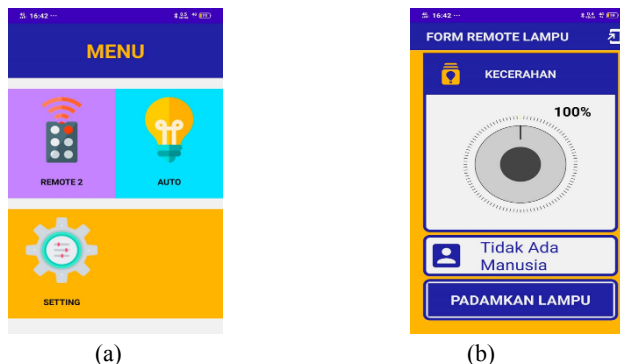 16:42 ...
MENU
REMOTE 2
AUTO
SETTING
(a)
16:42 ...
FORM REMOTE LAMPU
KECERAHAN
100%
Tidak Ada
Manusia
PADAMKAN LAMPU
(b)